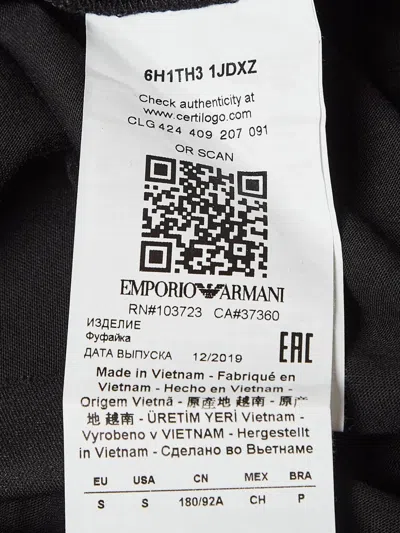 6H1TH3 1JDXZ
Check authenticity at
www.certilogo.com
CLG 424 409 207 091
OR SCAN
EMPORIO ARMANI
RN#103723 CA#37360
ИЗДЕЛИЕ
Фуфайка
ДАТА ВЫПУСКА 12/2019
EAC
Made in Vietnam - Fabriqué en
Vietnam - Hecho en Vietnam -
Origem Vietnã - 原産地 越南 - 原产
地 越南 - ÜRETİM YERİ Vietnam -
Vyrobeno v VIETNAM - Hergestellt
in Vietnam - Сделано во Вьетнаме
EU USA CN MEX BRA
S S 180/92A CH P